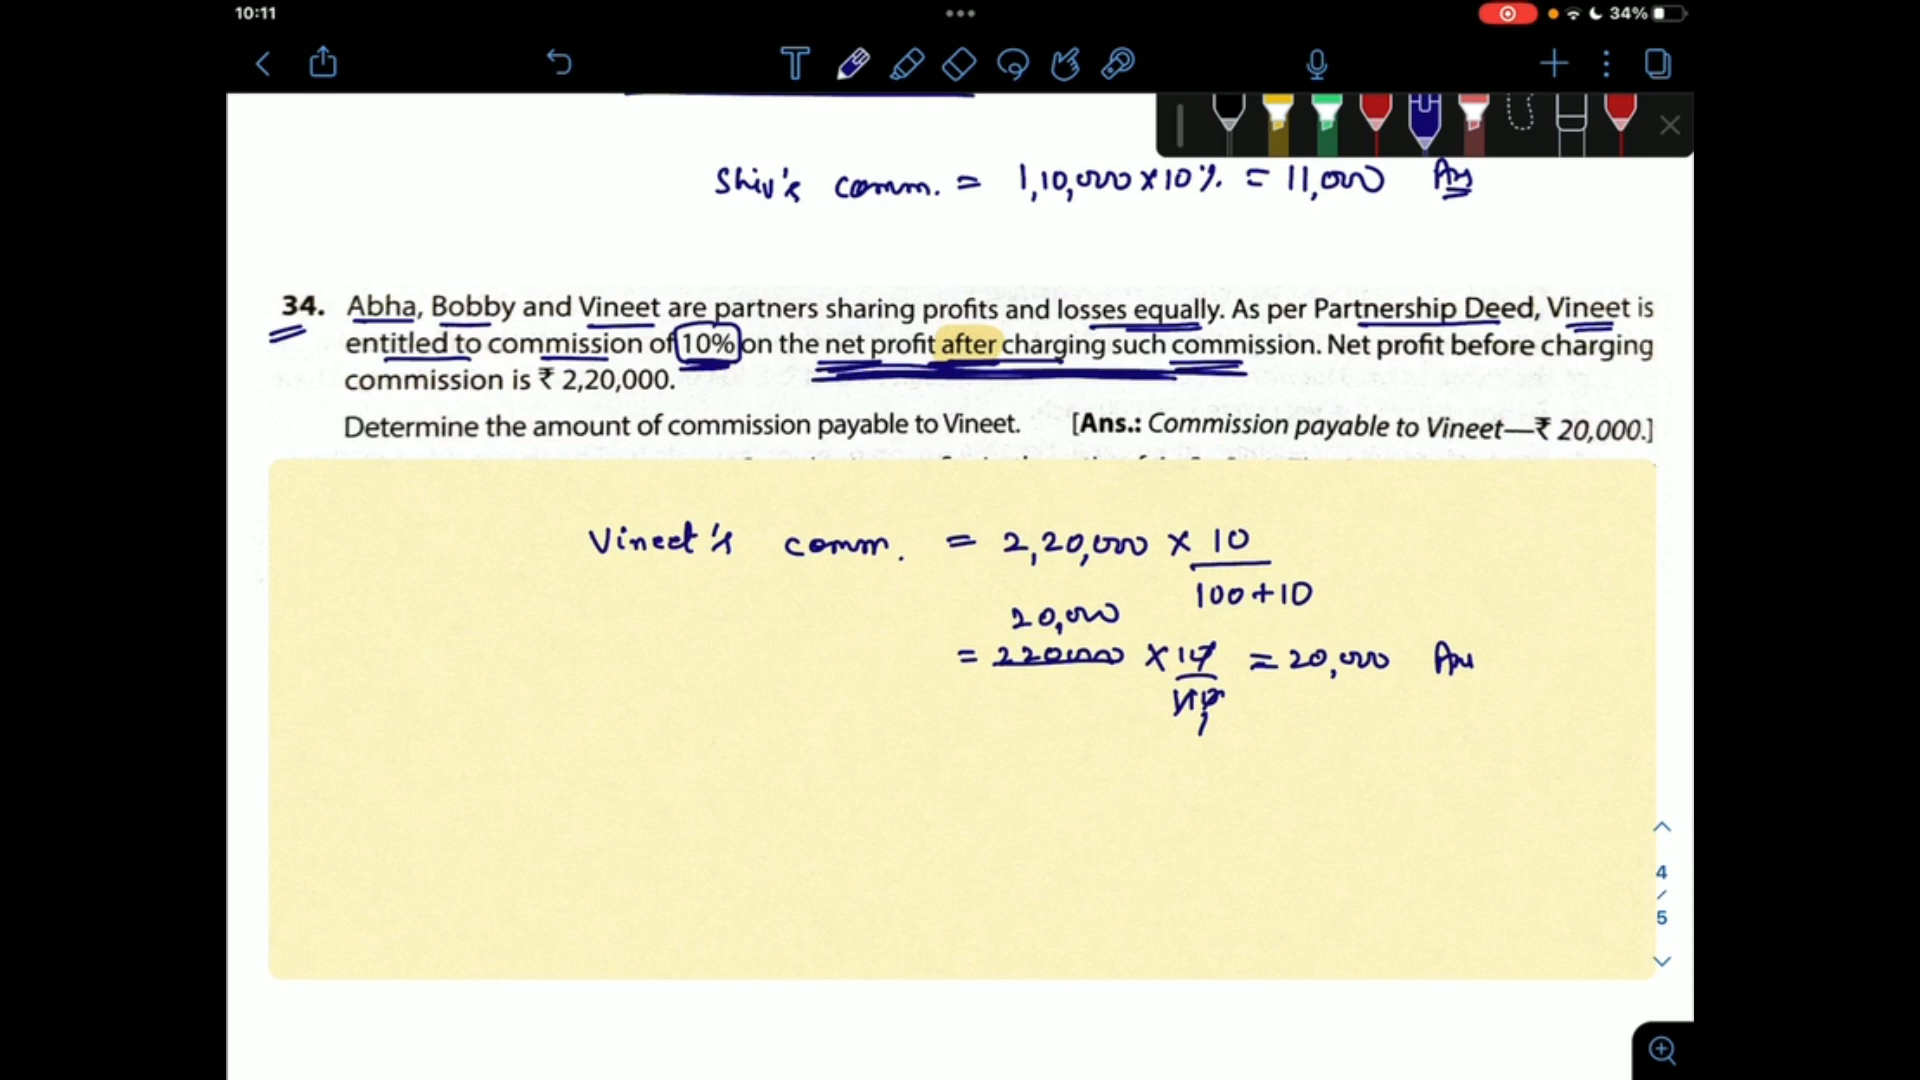 10:11
34%
Shiv's comm. = 1,10,000 x 10% = 11,000 Ans
34. Abha, Bobby and Vineet are partners sharing profits and losses equally. As per Partnership Deed, Vineet is
entitled to commission of 10% on the net profit after charging such commission. Net profit before charging
commission is ₹ 2,20,000.
Determine the amount of commission payable to Vineet. [Ans.: Commission payable to Vineet—₹ 20,000.]
Vineet's comm. = 2,20,000 x 10
100+10
20,000
= 220000 x 10 = 20,000 Ans
110
1
4
5